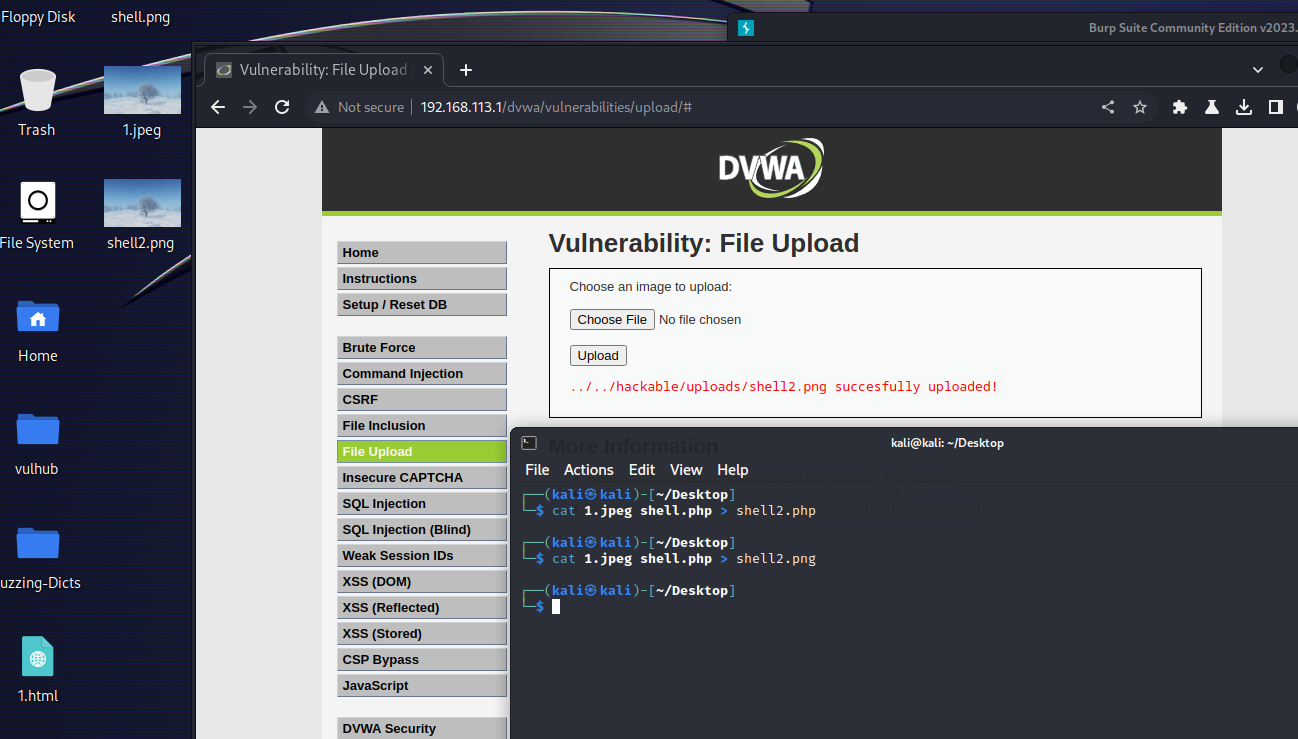 Floppy Disk
shell.png
Trash
1.jpeg
File System
shell2.png
Home
vulhub
uzzing-Dicts
1.html
Burp Suite Community Edition v2023.
Vulnerability: File Upload
Not secure
192.168.113.1/dvwa/vulnerabilities/upload/#
DVWA
Home
Instructions
Setup / Reset DB
Brute Force
Command Injection
CSRF
File Inclusion
File Upload
Insecure CAPTCHA
SQL Injection
SQL Injection (Blind)
Weak Session IDs
XSS (DOM)
XSS (Reflected)
XSS (Stored)
CSP Bypass
JavaScript
DVWA Security
Vulnerability: File Upload
Choose an image to upload:
Choose File No file chosen
Upload
../../hackable/uploads/shell2.png succesfully uploaded!
More Information
kali@kali: ~/Desktop
File Actions Edit View Help
┌──(kali㉿kali)-[~/Desktop]
└─$ cat 1.jpeg shell.php > shell2.php
┌──(kali㉿kali)-[~/Desktop]
└─$ cat 1.jpeg shell.php > shell2.png
┌──(kali㉿kali)-[~/Desktop]
└─$